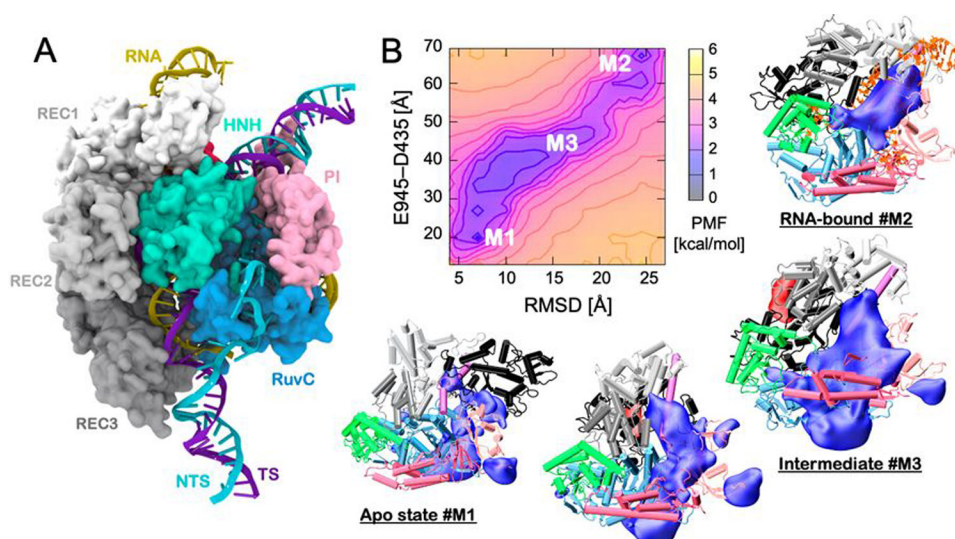 A
RNA
REC1
HNH
PI
REC2
RuvC
REC3
NTS
TS
B
E945–D435 [Å]
70
60
50
40
30
20
M2
M3
M1
5 10 15 20 25
RMSD [Å]
6
5
4
3
2
1
0
PMF
[kcal/mol]
RNA-bound #M2
Intermediate #M3
Apo state #M1